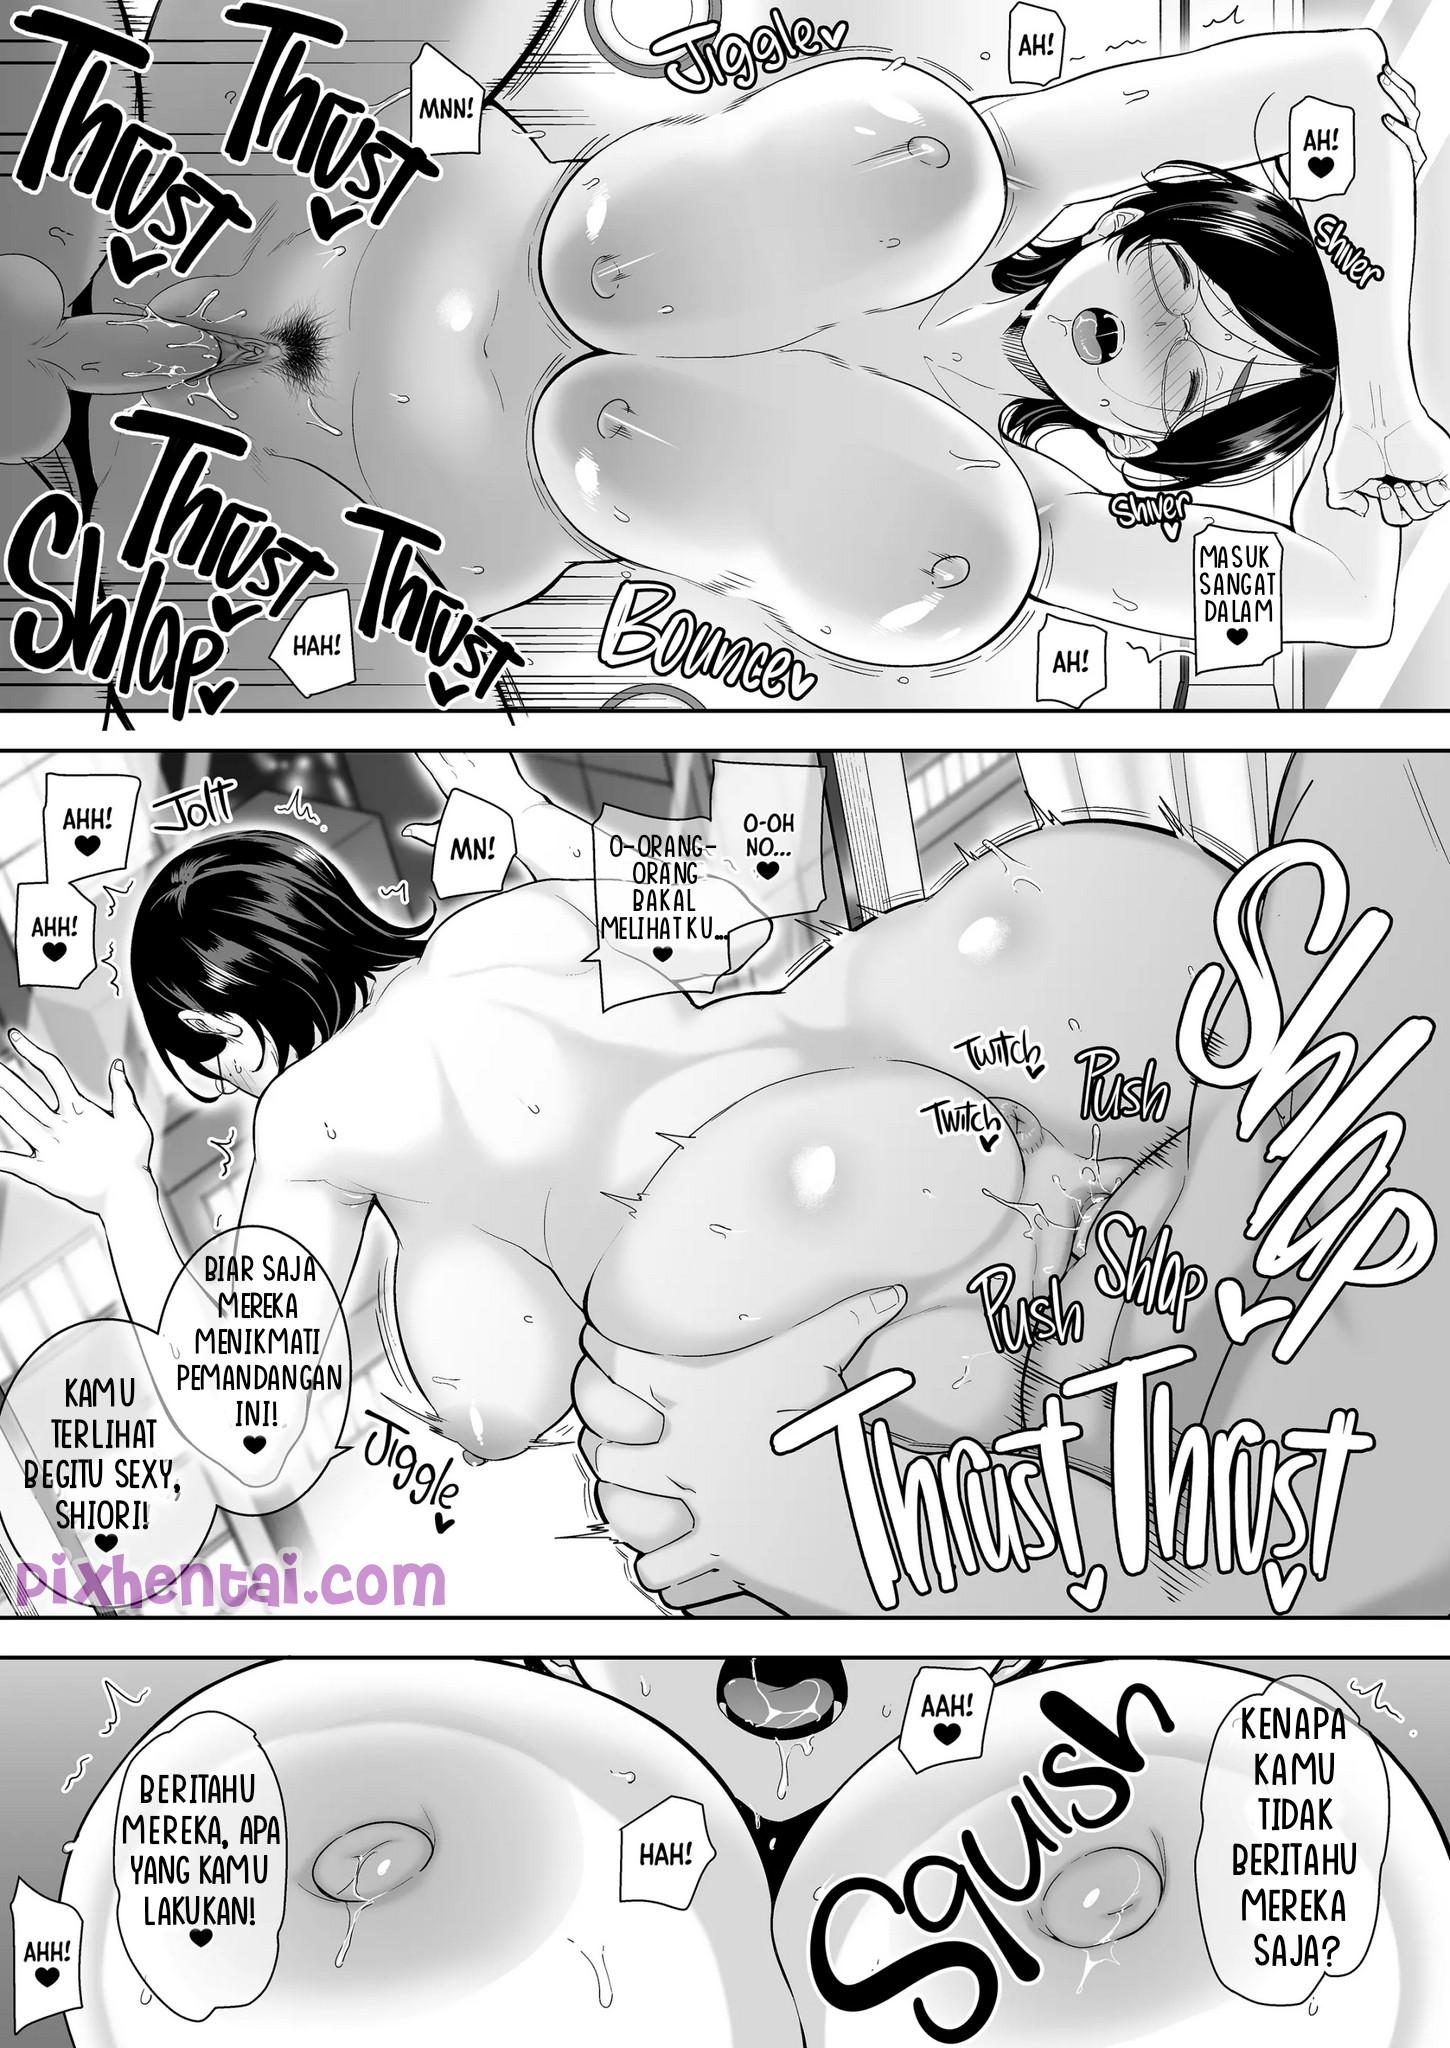 Thrust
Thrust
MNN!
Jiggle
AH!
AH!
Shiver
Thrust
Shlap
Thrust
HAH!
Bounce
Shiver
MASUK
SANGAT
DALAM
AH!
AHH!
AHH!
Jolt
MN!
O-OH
NO...
O-ORANG-
ORANG
BAKAL
MELIHATKU...
Twitch
Twitch
Push
Shlap
Push
Shlap
Thrust
Thrust
Jiggle
BIAR SAJA
MEREKA
MENIKMATI
PEMANDANGAN
INI!
KAMU
TERLIHAT
BEGITU SEXY,
SHIORI!
pixhentai.com
BERITAHU
MEREKA, APA
YANG KAMU
LAKUKAN!
AHH!
HAH!
AAH!
Squish
KENAPA
KAMU
TIDAK
BERITAHU
MEREKA
SAJA?